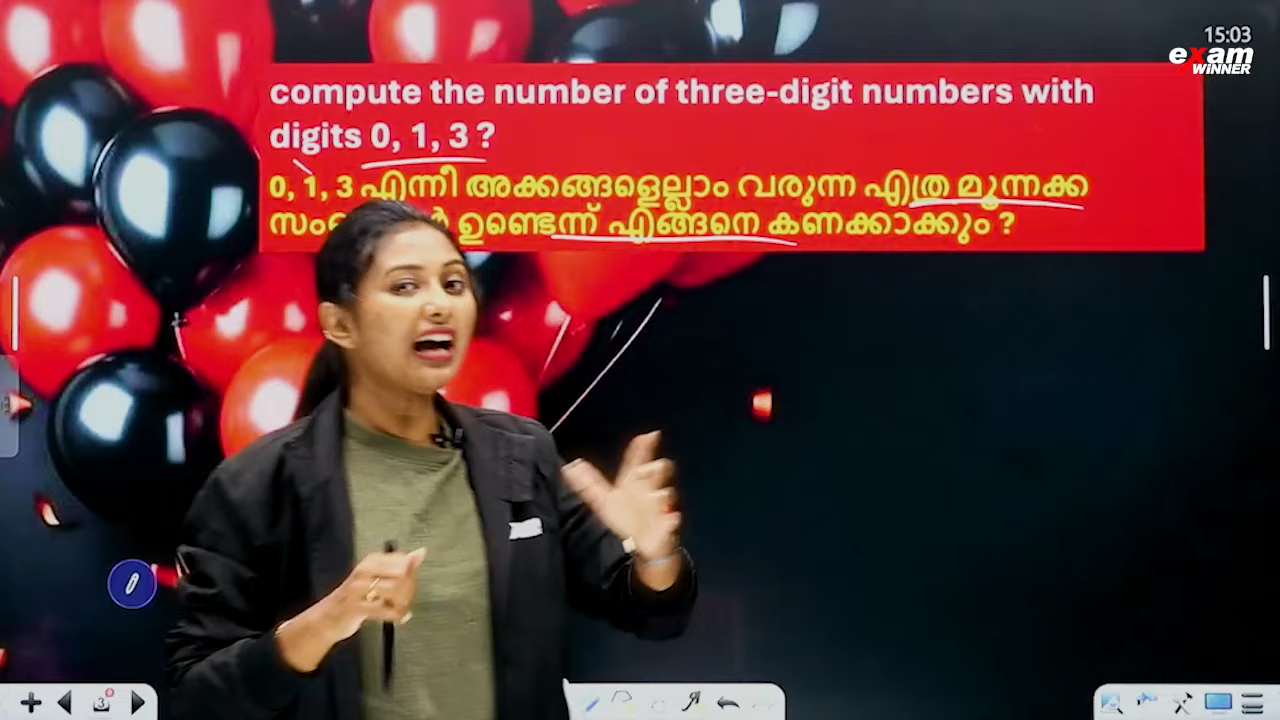 15:03
exam
WiNNER
compute the number of three-digit numbers with
digits 0, 1, 3 ?
0, 1, 3 എന്നീ അക്കങ്ങളെല്ലാം വരുന്ന എത്ര മൂന്നക്ക
ഉണ്ടെന്ന് എങ്ങനെ കണക്കാക്കും ?
3